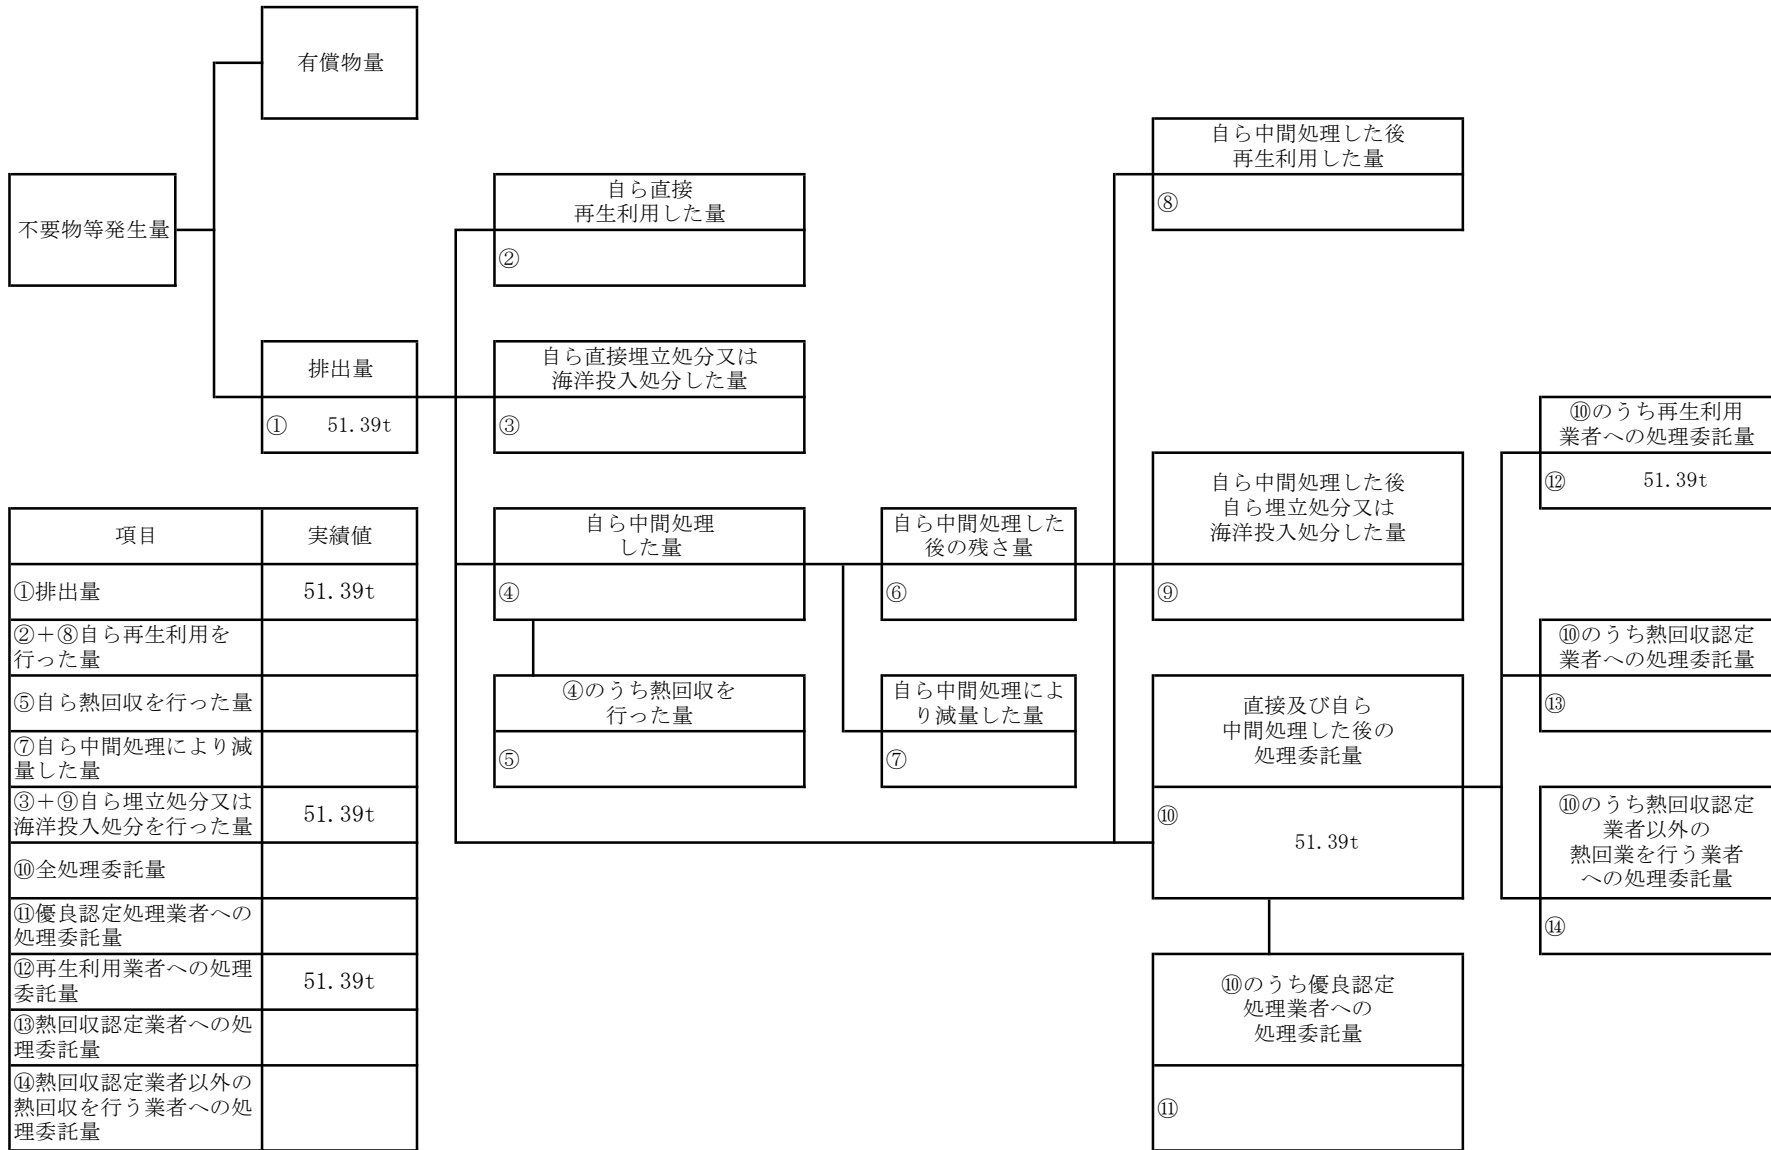 有償物量
不要物等発生量
排出量
① 51.39t
自ら直接
再生利用した量
②
自ら直接埋立処分又は
海洋投入処分した量
③
自ら中間処理
した量
④
④のうち熱回収を
行った量
⑤
自ら中間処理した
後の残さ量
⑥
自ら中間処理によ
り減量した量
⑦
自ら中間処理した後
再生利用した量
⑧
自ら中間処理した後
自ら埋立処分又は
海洋投入処分した量
⑨
直接及び自ら
中間処理した後の
処理委託量
⑩
51.39t
⑩のうち優良認定
処理業者への
処理委託量
⑪
⑩のうち再生利用
業者への処理委託量
⑫ 51.39t
⑩のうち熱回収認定
業者への処理委託量
⑬
⑩のうち熱回収認定
業者以外の
熱回業を行う業者
への処理委託量
⑭
項目 実績値
①排出量 51.39t
②+⑧自ら再生利用を
行った量
⑤自ら熱回収を行った量
⑦自ら中間処理により減
量した量
③+⑨自ら埋立処分又は
海洋投入処分を行った量 51.39t
⑩全処理委託量
⑪優良認定処理業者への
処理委託量
⑫再生利用業者への処理
委託量 51.39t
⑬熱回収認定業者への処
理委託量
⑭熱回収認定業者以外の
熱回収を行う業者への処
理委託量